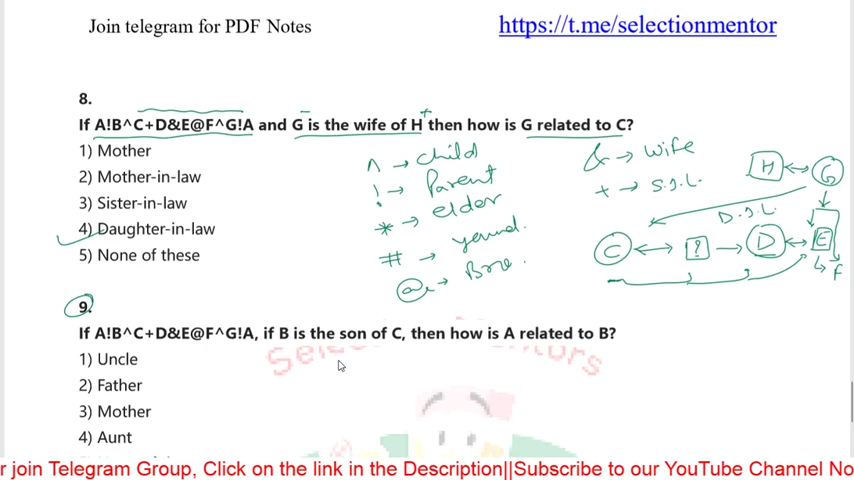 Join telegram for PDF Notes
https://t.me/selectionmentor
8.
If A!B^C+D&E@F^G!A and G is the wife of H then how is G related to C?
- +
1) Mother
2) Mother-in-law
3) Sister-in-law
4) Daughter-in-law
5) None of these
^ → child
! → Parent
* → elder
# →
@ →
& → wife
+ → S.I.L.
H ↔ G
D.I.L.
C ↔ ? → D ↔ E
F
9.
If A!B^C+D&E@F^G!A, if B is the son of C, then how is A related to B?
1) Uncle
2) Father
3) Mother
4) Aunt
Selection Mentors
r join Telegram Group, Click on the link in the Description||Subscribe to our YouTube Channel No